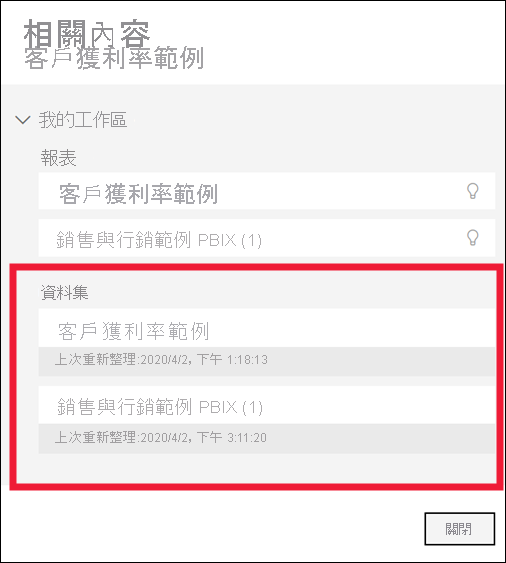 相關內容
客戶獲利率範例
我的工作區
報表
客戶獲利率範例
銷售與行銷範例 PBIX (1)
資料集
客戶獲利率範例
上次重新整理:2020/4/2, 下午 1:18:13
銷售與行銷範例 PBIX (1)
上次重新整理:2020/4/2, 下午 3:11:20
關閉